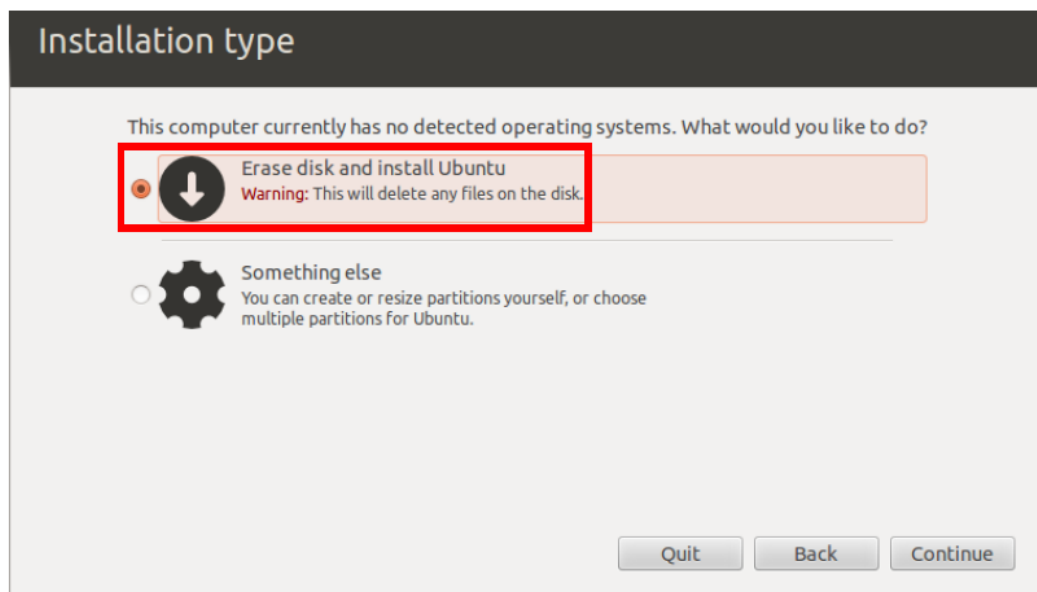 Installation type
This computer currently has no detected operating systems. What would you like to do?
Erase disk and install Ubuntu
Warning: This will delete any files on the disk.
Something else
You can create or resize partitions yourself, or choose
multiple partitions for Ubuntu.
Quit Back Continue